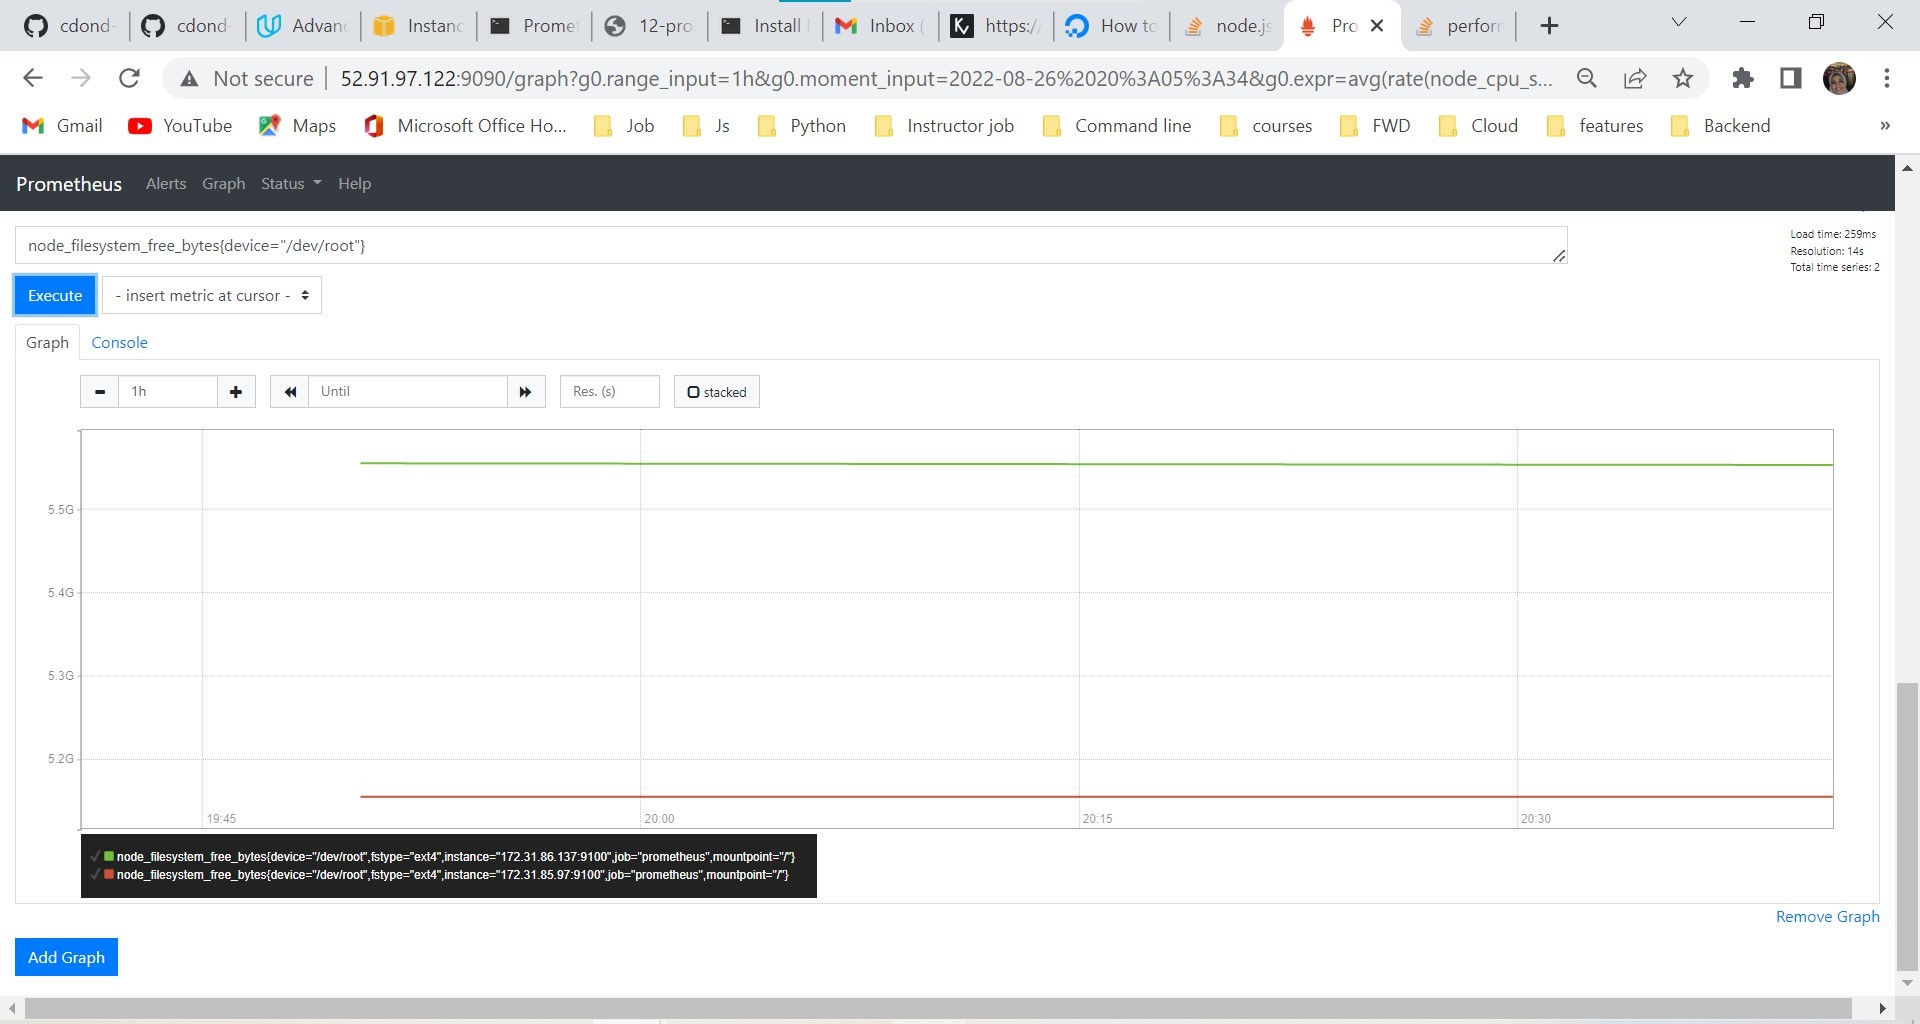 cdond- cdond- Advanc Instanc Promet 12-pro Install Inbox ( https:/ How to node.js Pro perform
Not secure 52.91.97.122:9090/graph?g0.range_input=1h&g0.moment_input=2022-08-26%2020%3A05%3A34&g0.expr=avg(rate(node_cpu_s...
Gmail YouTube Maps Microsoft Office Ho... Job Js Python Instructor job Command line courses FWD Cloud features Backend »
Prometheus Alerts Graph Status Help
node_filesystem_free_bytes{device="/dev/root"}
Load time: 259ms
Resolution: 14s
Total time series: 2
Execute - insert metric at cursor -
Graph Console
1h Until Res. (s) stacked
5.5G
5.4G
5.3G
5.2G
19:45 20:00 20:15 20:30
node_filesystem_free_bytes{device="/dev/root",fstype="ext4",instance="172.31.86.137:9100",job="prometheus",mountpoint="/"}
node_filesystem_free_bytes{device="/dev/root",fstype="ext4",instance="172.31.85.97:9100",job="prometheus",mountpoint="/"}
Remove Graph
Add Graph